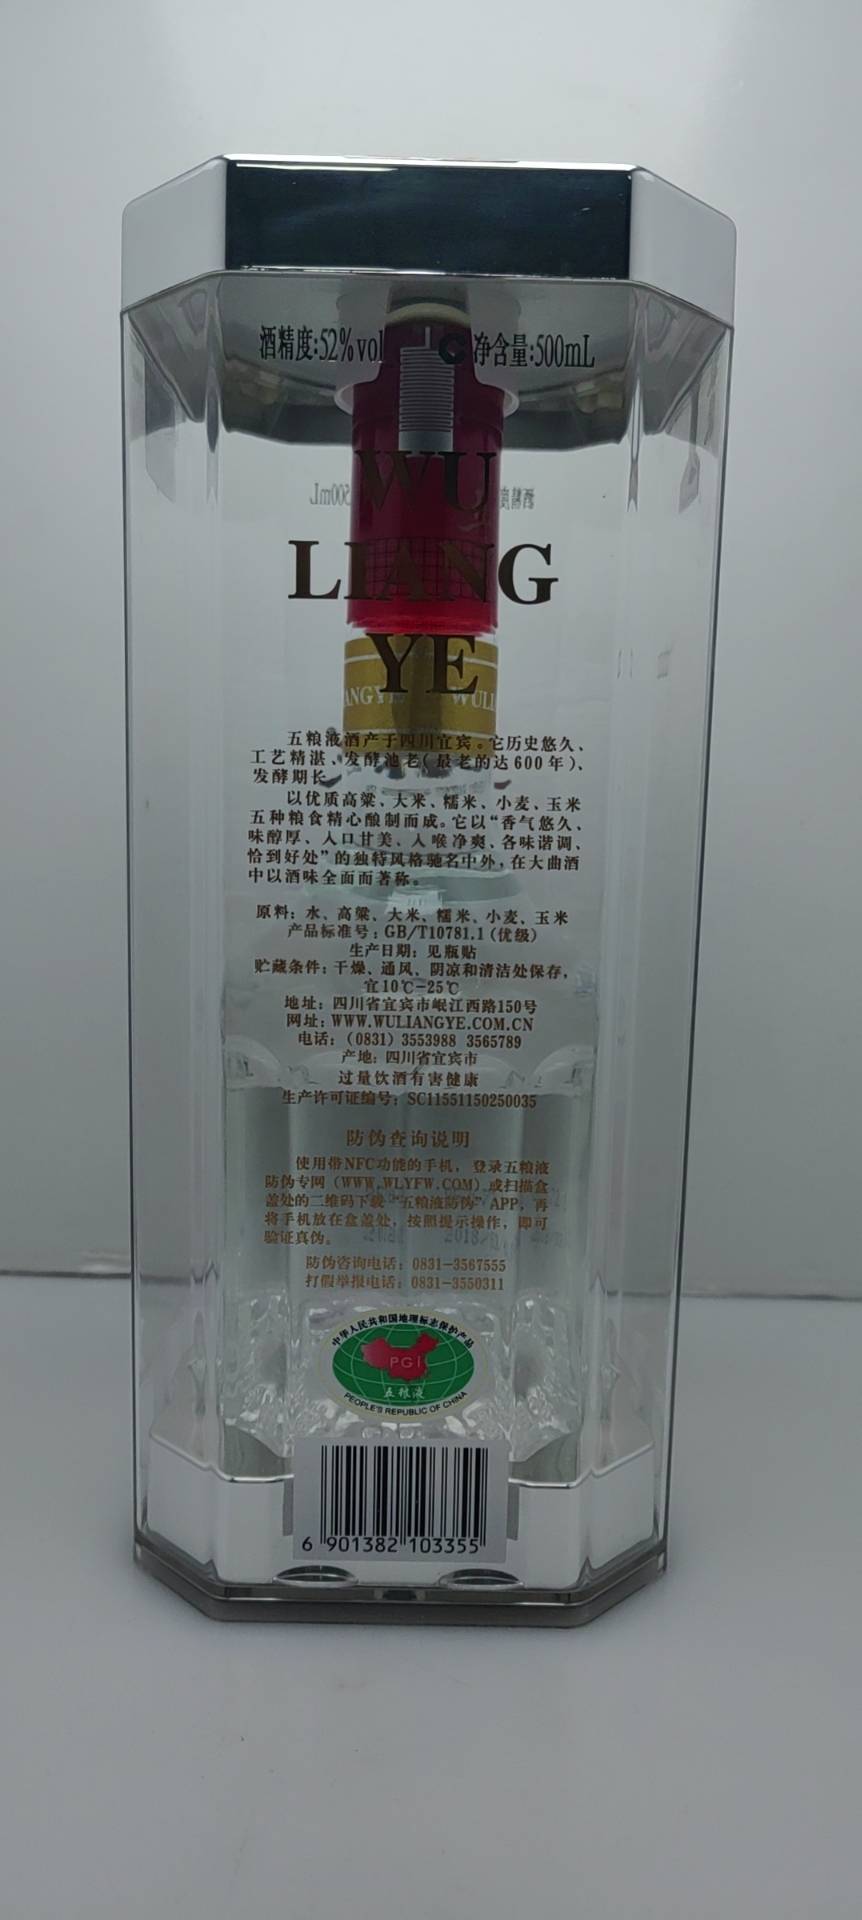 酒精度:52%vol
净含量:500mL
WU
LIANG
YE
五粮液酒产于四川宜宾。它历史悠久、
工艺精湛、发酵池老(最老的达600年)、
发酵期长
以优质高粱、大米、糯米、小麦、玉米
五种粮食精心酿制而成。它以“香气悠久、
味醇厚、入口甘美、入喉净爽、各味谐调、
恰到好处”的独特风格驰名中外,在大曲酒
中以酒味全面而著称。
原料: 水、高粱、大米、糯米、小麦、玉米
产品标准号: GB/T10781.1 (优级)
生产日期: 见瓶贴
贮藏条件: 干燥、通风、阴凉和清洁处保存,
宜10℃-25℃
地址: 四川省宜宾市岷江西路150号
网址: WWW.WULIANGYE.COM.CN
电话: (0831) 3553988 3565789
产地: 四川省宜宾市
过量饮酒有害健康
生产许可证编号: SC11551150250035
防伪查询说明
使用带NFC功能的手机, 登录五粮液
防伪专网 (WWW.WLYFW.COM) 或扫描盒
盖处的二维码下载“五粮液防伪”APP, 再
将手机放在盒盖处, 按照提示操作, 即可
验证真伪。
防伪咨询电话: 0831-3567555
打假举报电话: 0831-3550311
中华人民共和国地理标志保护产品
PGI
五粮液
PEOPLE'S REPUBLIC OF CHINA
6 901382 103355